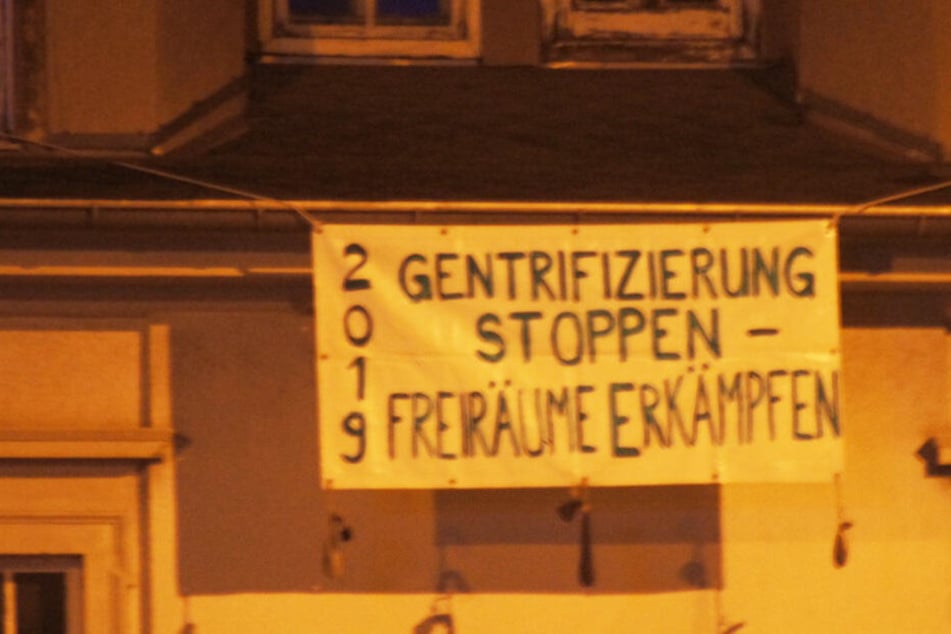 2019
GENTRIFIZIERUNG
STOPPEN –
FREIRÄUME ERKÄMPFEN